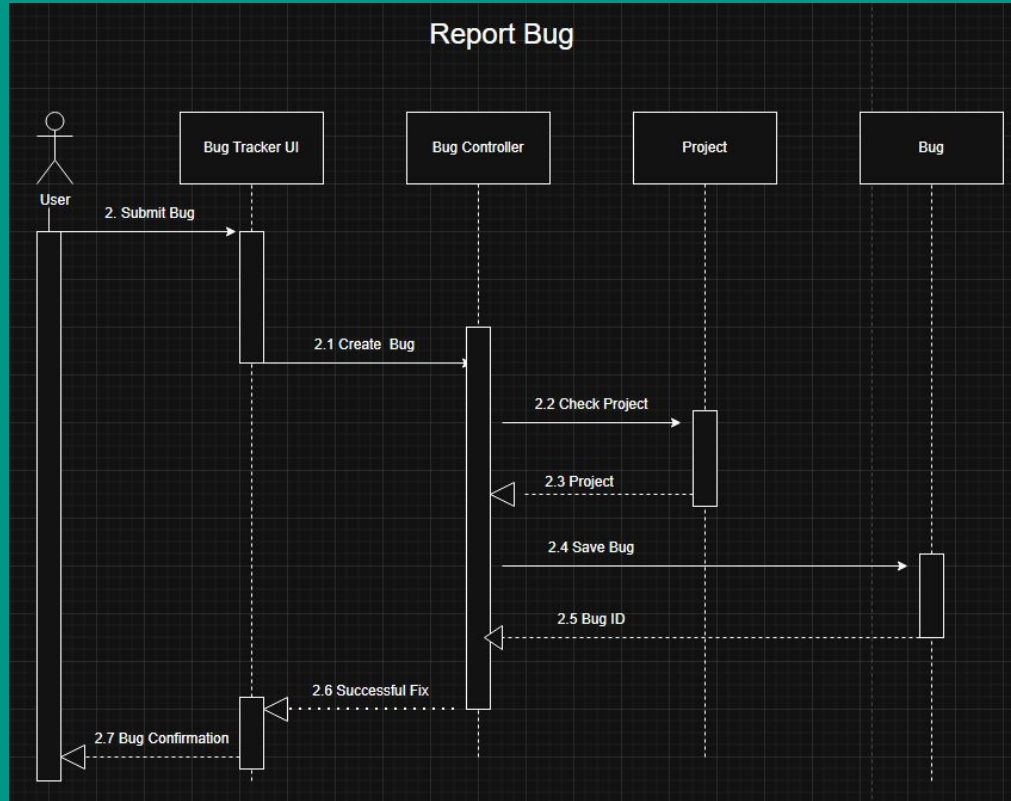 Report Bug
Bug Tracker UI
Bug Controller
Project
Bug
User
2. Submit Bug
2.1 Create Bug
2.2 Check Project
2.3 Project
2.4 Save Bug
2.5 Bug ID
2.6 Successful Fix
2.7 Bug Confirmation